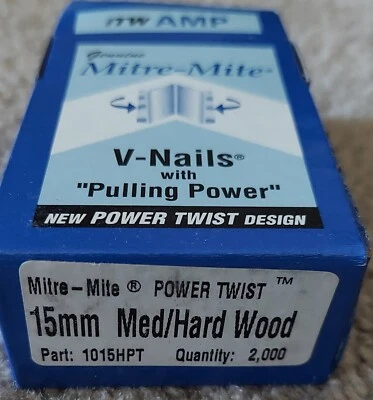 ITW AMP
Genuine
Mitre-Mite®
V-Nails®
with
"Pulling Power"
NEW POWER TWIST DESIGN
Mitre-Mite ® POWER TWIST ™
15mm Med/Hard Wood
Part: 1015HPT Quantity: 2,000